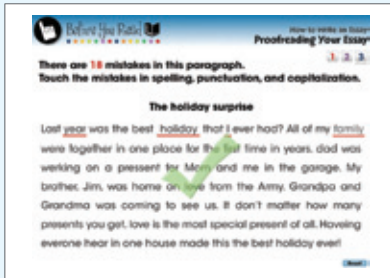 Before You Read
How to Write an Essay
Proofreading Your Essay
1 2 3
There are 18 mistakes in this paragraph.
Touch the mistakes in spelling, punctuation, and capitalization.
The holiday surprise
Last year was the best holiday that I ever had? All of my family
were together in one place for the first time in years. dad was
working on a pressent for Mom and me in the garage. My
brother, Jim, was home on leve from the Army. Grandpa and
Grandma was coming to see us. It don't matter how many
presents you get, love is the most special present of all. Haveing
everone hear in one house made this the best holiday ever!